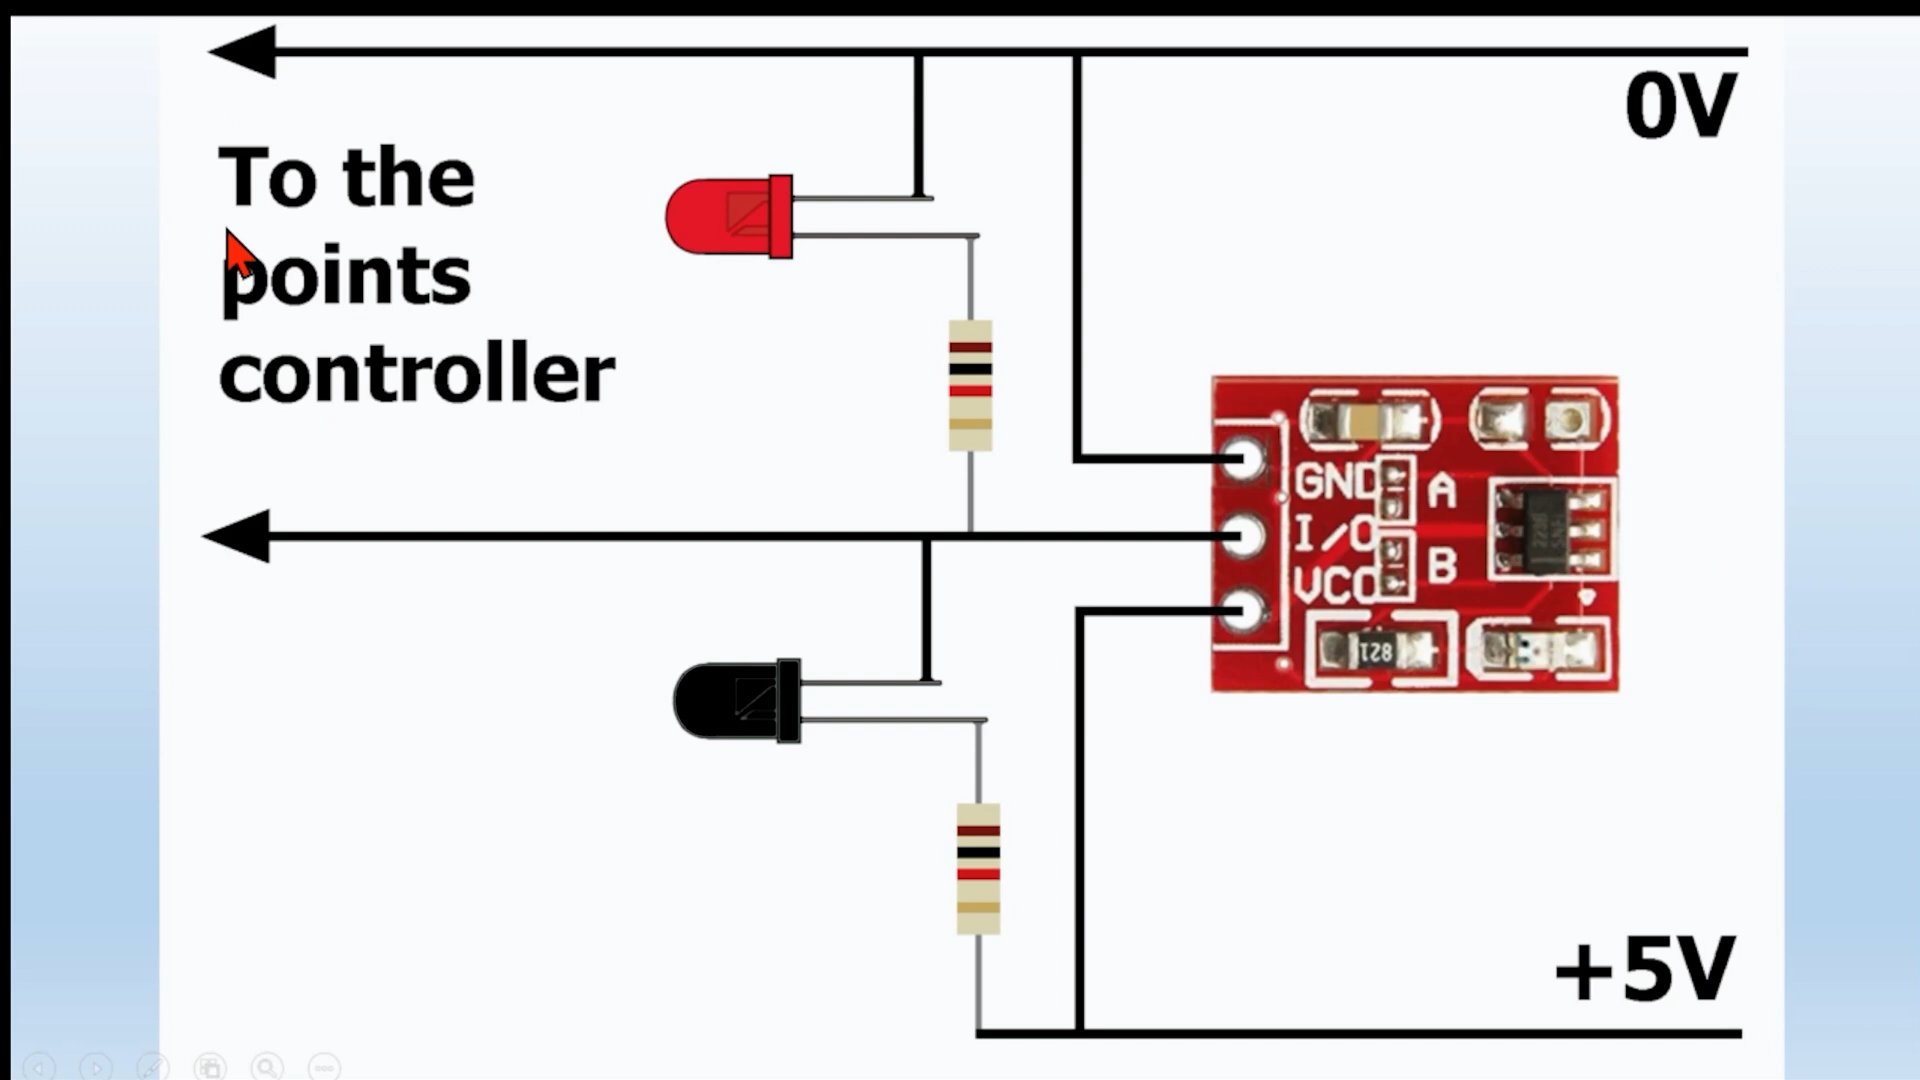 0V
To the
points
controller
GND
A
I/O
B
VCC
821
+5V